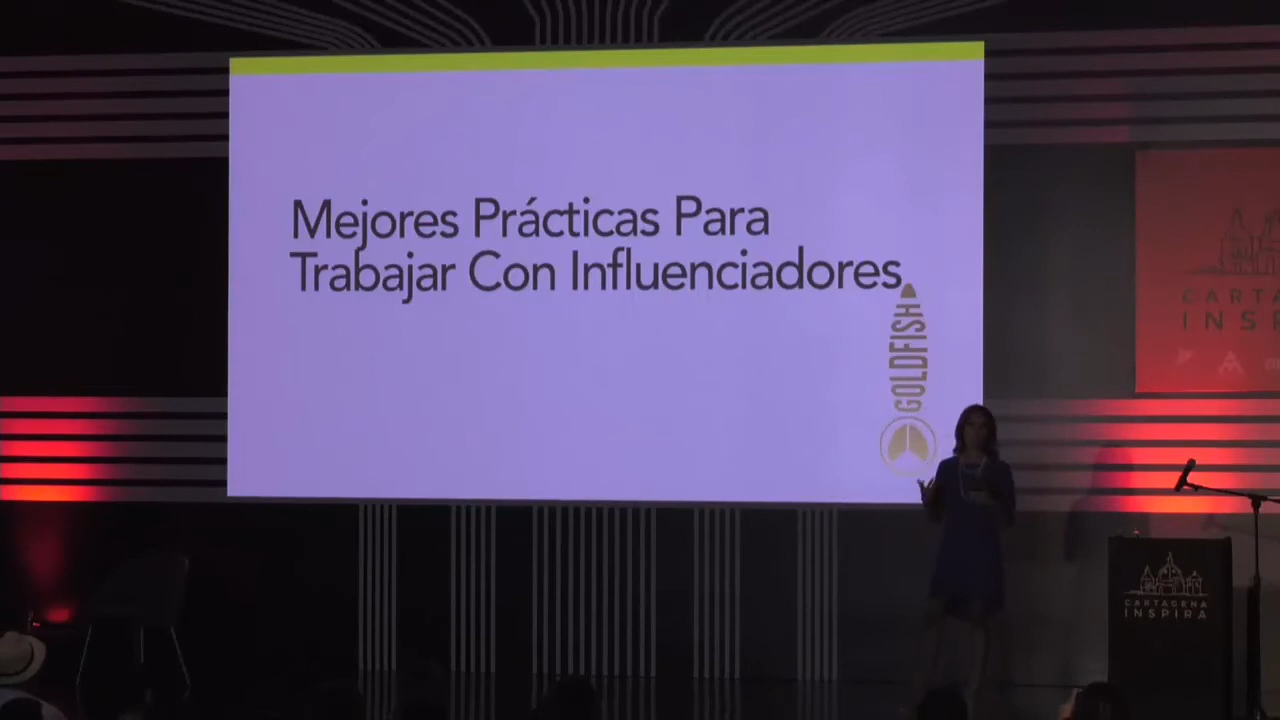 Mejores Prácticas Para
Trabajar Con Influenciadores
GOLDFISH
CARTAGENA
INSPIRA